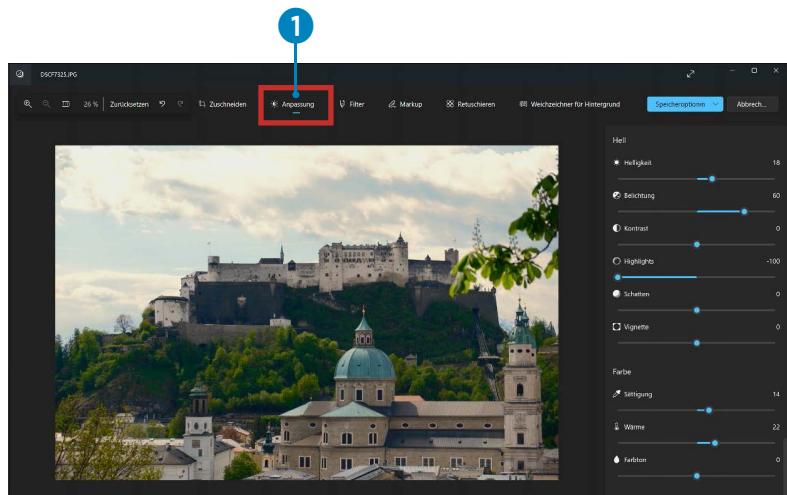 1
DSCF7325.JPG
26 % Zurücksetzen Zuschneiden Anpassung Filter Markup Retuschieren Weichzeichner für Hintergrund Speicheroptionen Abbrech...
Hell
Helligkeit 18
Belichtung 60
Kontrast 0
Highlights -100
Schatten 0
Vignette 0
Farbe
Sättigung 14
Wärme 22
Farbton 0